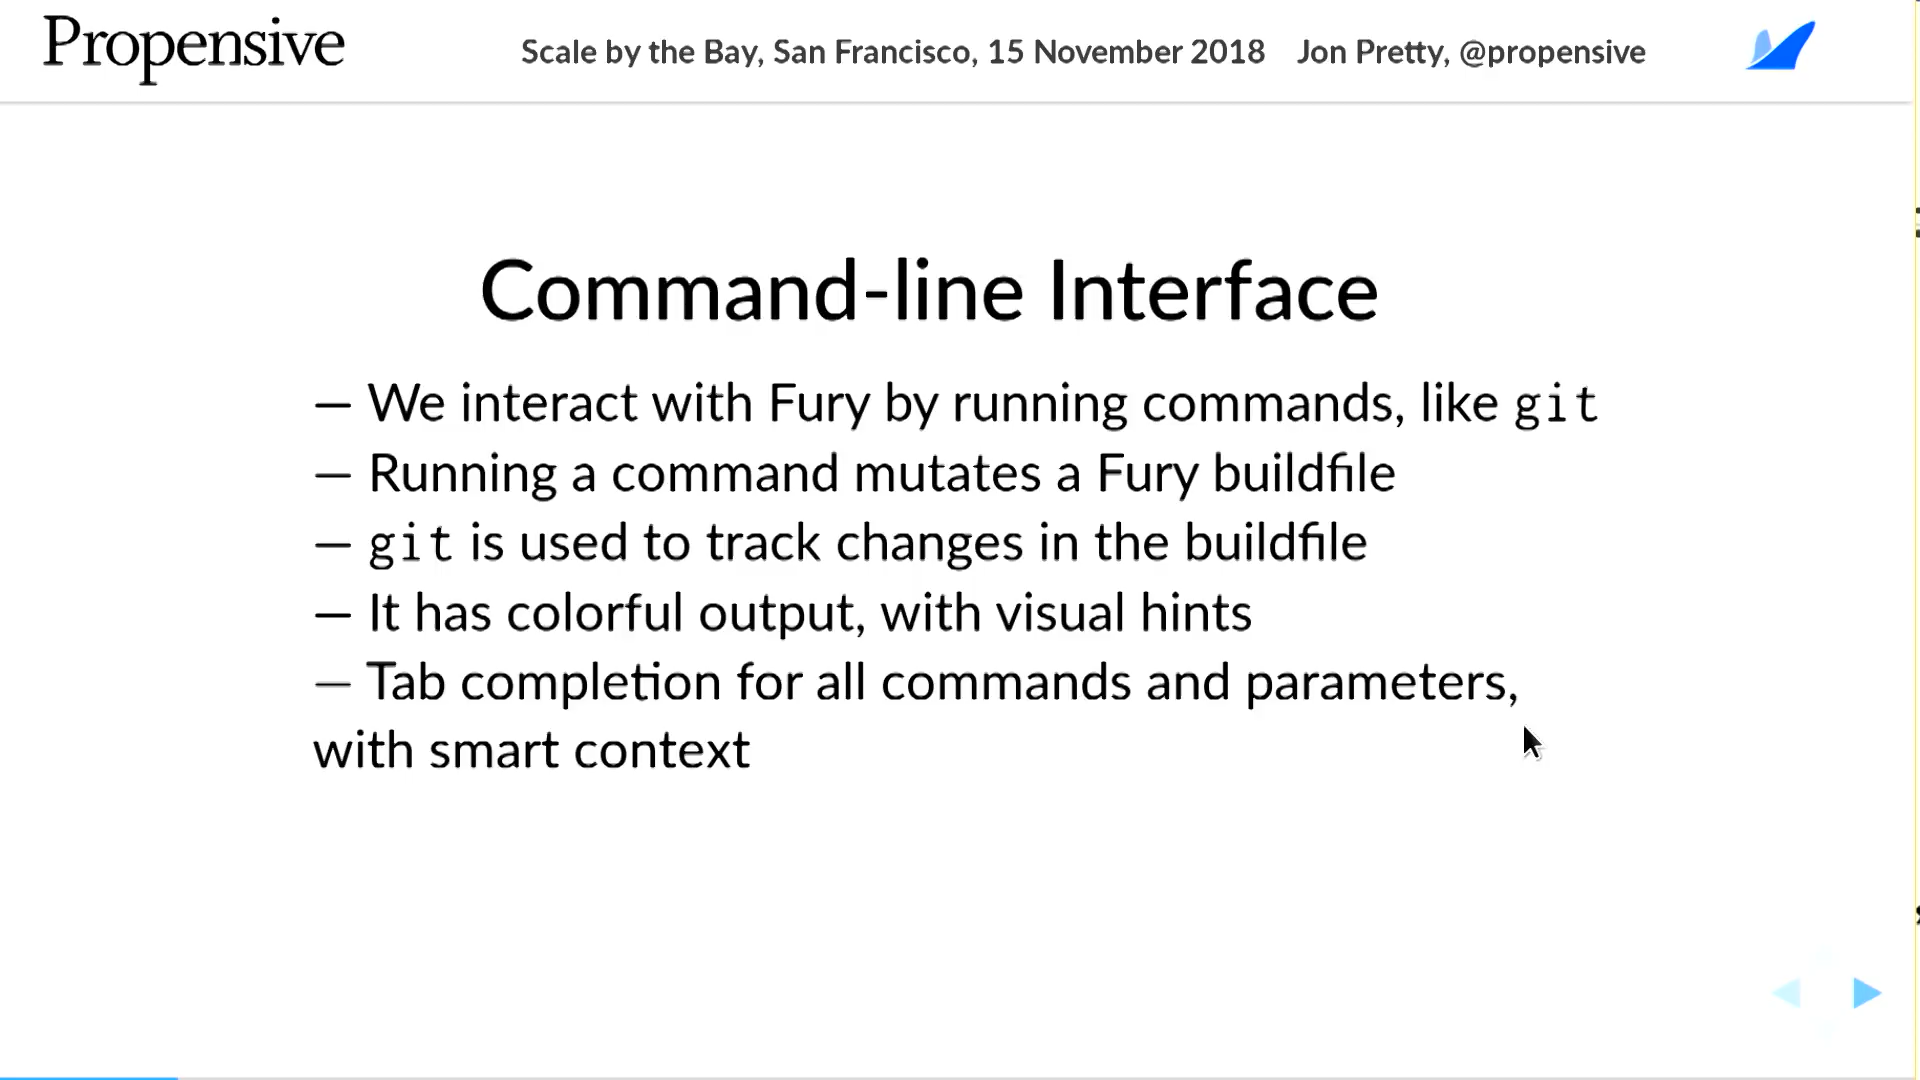 Propensive
Scale by the Bay, San Francisco, 15 November 2018 Jon Pretty, @propensive
Command-line Interface
— We interact with Fury by running commands, like git
— Running a command mutates a Fury buildfile
— git is used to track changes in the buildfile
— It has colorful output, with visual hints
— Tab completion for all commands and parameters,
with smart context